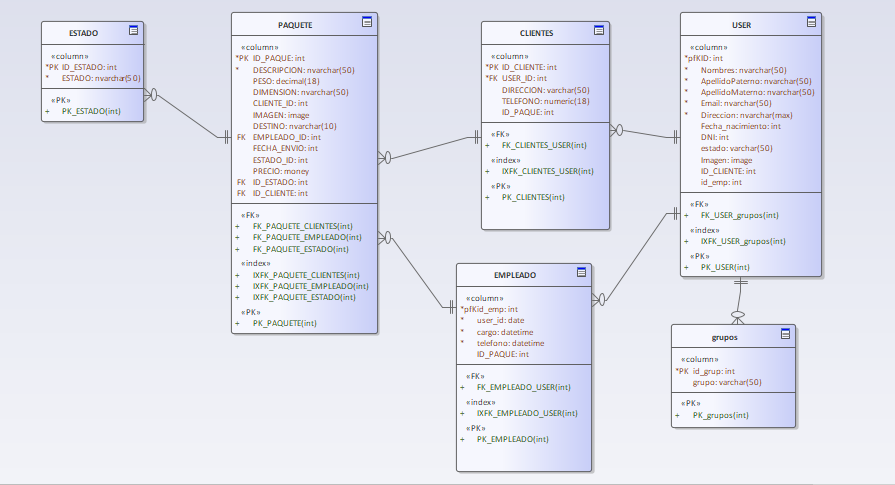 ESTADO
«column»
*PK ID_ESTADO: int
* ESTADO: nvarchar(50)
«PK»
+ PK_ESTADO(int)
PAQUETE
«column»
*PK ID_PAQUE: int
* DESCRIPCION: nvarchar(50)
PESO: decimal(18)
DIMENSION: nvarchar(50)
CLIENTE_ID: int
IMAGEN: image
DESTINO: nvarchar(10)
FK EMPLEADO_ID: int
FECHA_ENVIO: int
ESTADO_ID: int
PRECIO: money
FK ID_ESTADO: int
FK ID_CLIENTE: int
«FK»
+ FK_PAQUETE_CLIENTES(int)
+ FK_PAQUETE_EMPLEADO(int)
+ FK_PAQUETE_ESTADO(int)
«index»
+ IXFK_PAQUETE_CLIENTES(int)
+ IXFK_PAQUETE_EMPLEADO(int)
+ IXFK_PAQUETE_ESTADO(int)
«PK»
+ PK_PAQUETE(int)
CLIENTES
«column»
*PK ID_CLIENTE: int
*FK USER_ID: int
DIRECCION: varchar(50)
TELEFONO: numeric(18)
ID_PAQUE: int
«FK»
+ FK_CLIENTES_USER(int)
«index»
+ IXFK_CLIENTES_USER(int)
«PK»
+ PK_CLIENTES(int)
USER
«column»
*pfKID: int
* Nombres: nvarchar(50)
* ApellidoPaterno: nvarchar(50)
* ApellidoMaterno: nvarchar(50)
* Email: nvarchar(50)
* Direccion: nvarchar(max)
Fecha_nacimiento: int
DNI: int
estado: varchar(50)
Imagen: image
ID_CLIENTE: int
id_emp: int
«FK»
+ FK_USER_grupos(int)
«index»
+ IXFK_USER_grupos(int)
«PK»
+ PK_USER(int)
EMPLEADO
«column»
*pfKid_emp: int
* user_id: date
* cargo: datetime
* telefono: datetime
ID_PAQUE: int
«FK»
+ FK_EMPLEADO_USER(int)
«index»
+ IXFK_EMPLEADO_USER(int)
«PK»
+ PK_EMPLEADO(int)
grupos
«column»
*PK id_grup: int
grupo: varchar(50)
«PK»
+ PK_grupos(int)